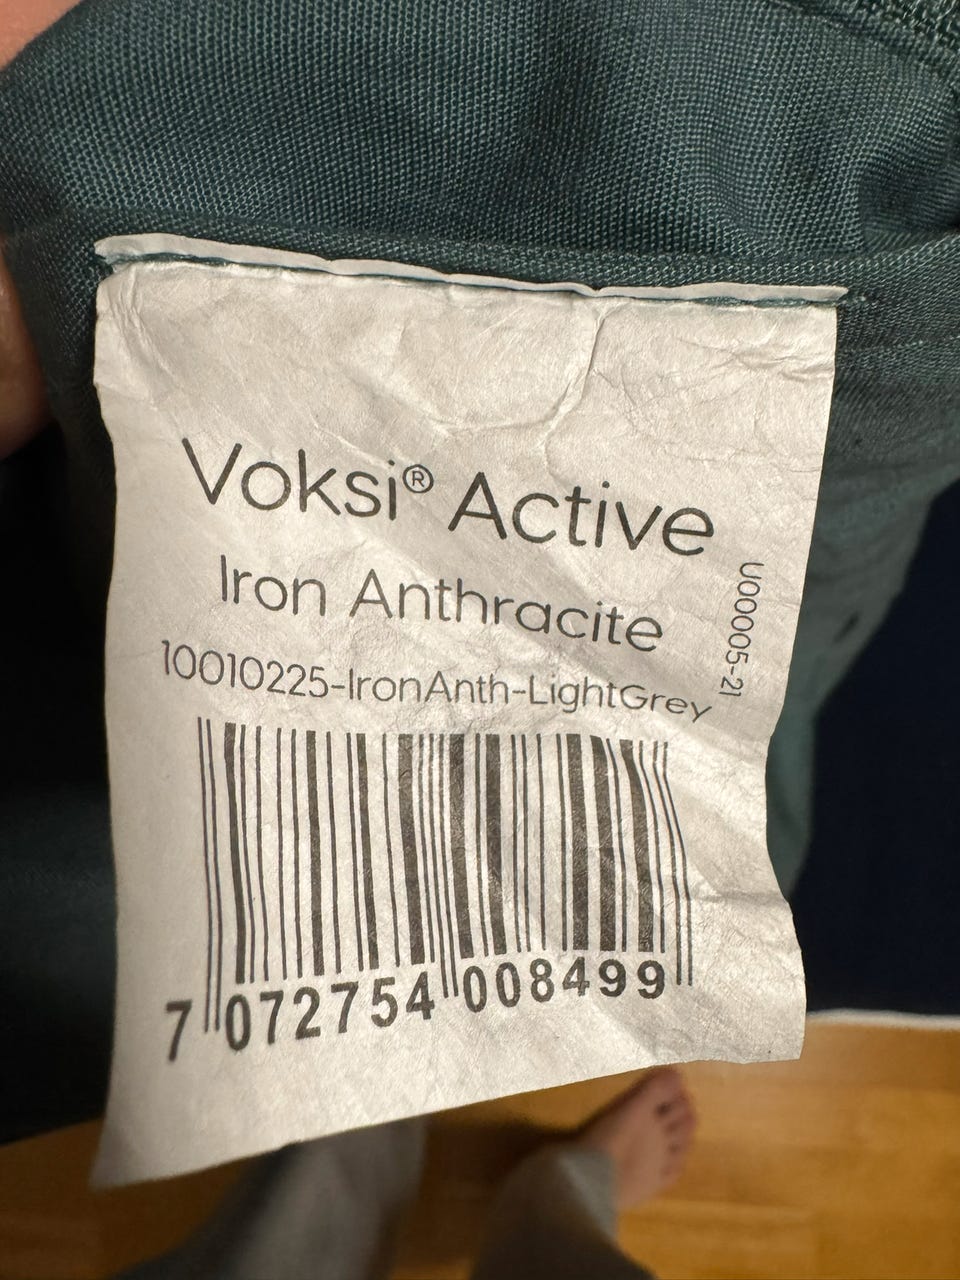 Voksi® Active
Iron Anthracite
10010225-IronAnth-LightGrey
U00005-21
7 072754 008499